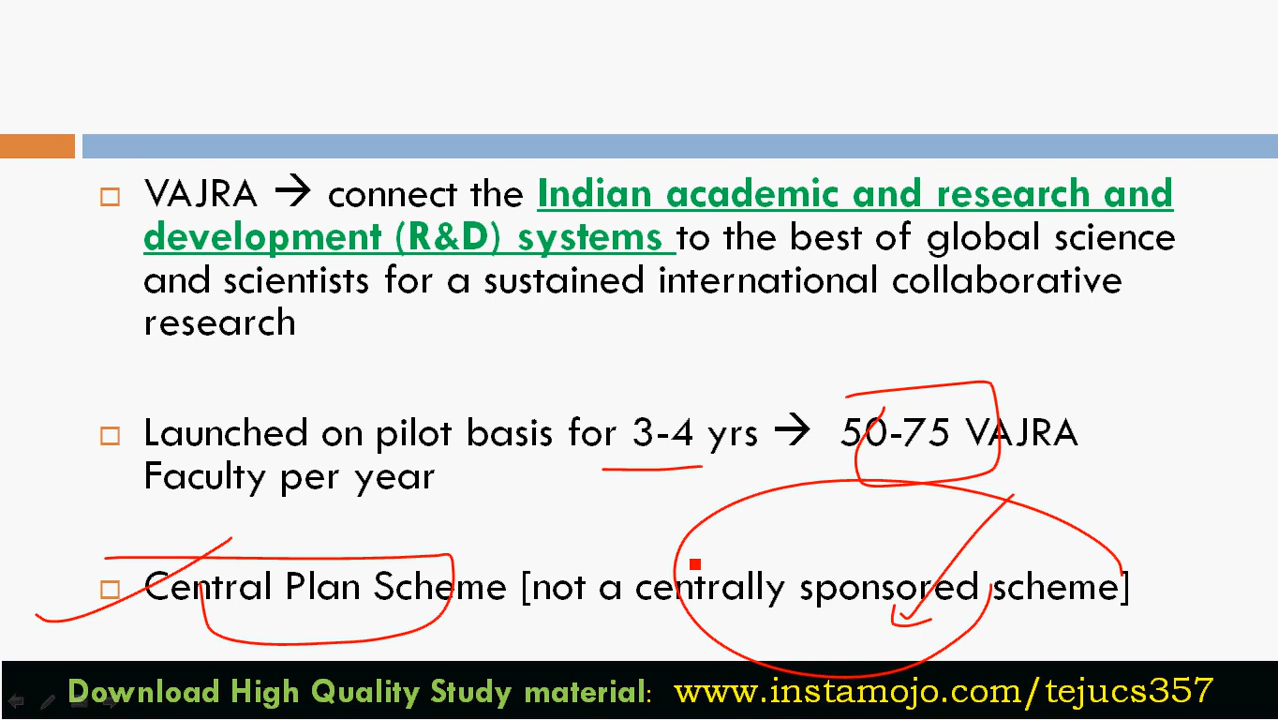 VAJRA → connect the Indian academic and research and
development (R&D) systems to the best of global science
and scientists for a sustained international collaborative
research
Launched on pilot basis for 3-4 yrs → 50-75 VAJRA
Faculty per year
Central Plan Scheme [not a centrally sponsored scheme]
Download High Quality Study material: www.instamojo.com/tejucs357